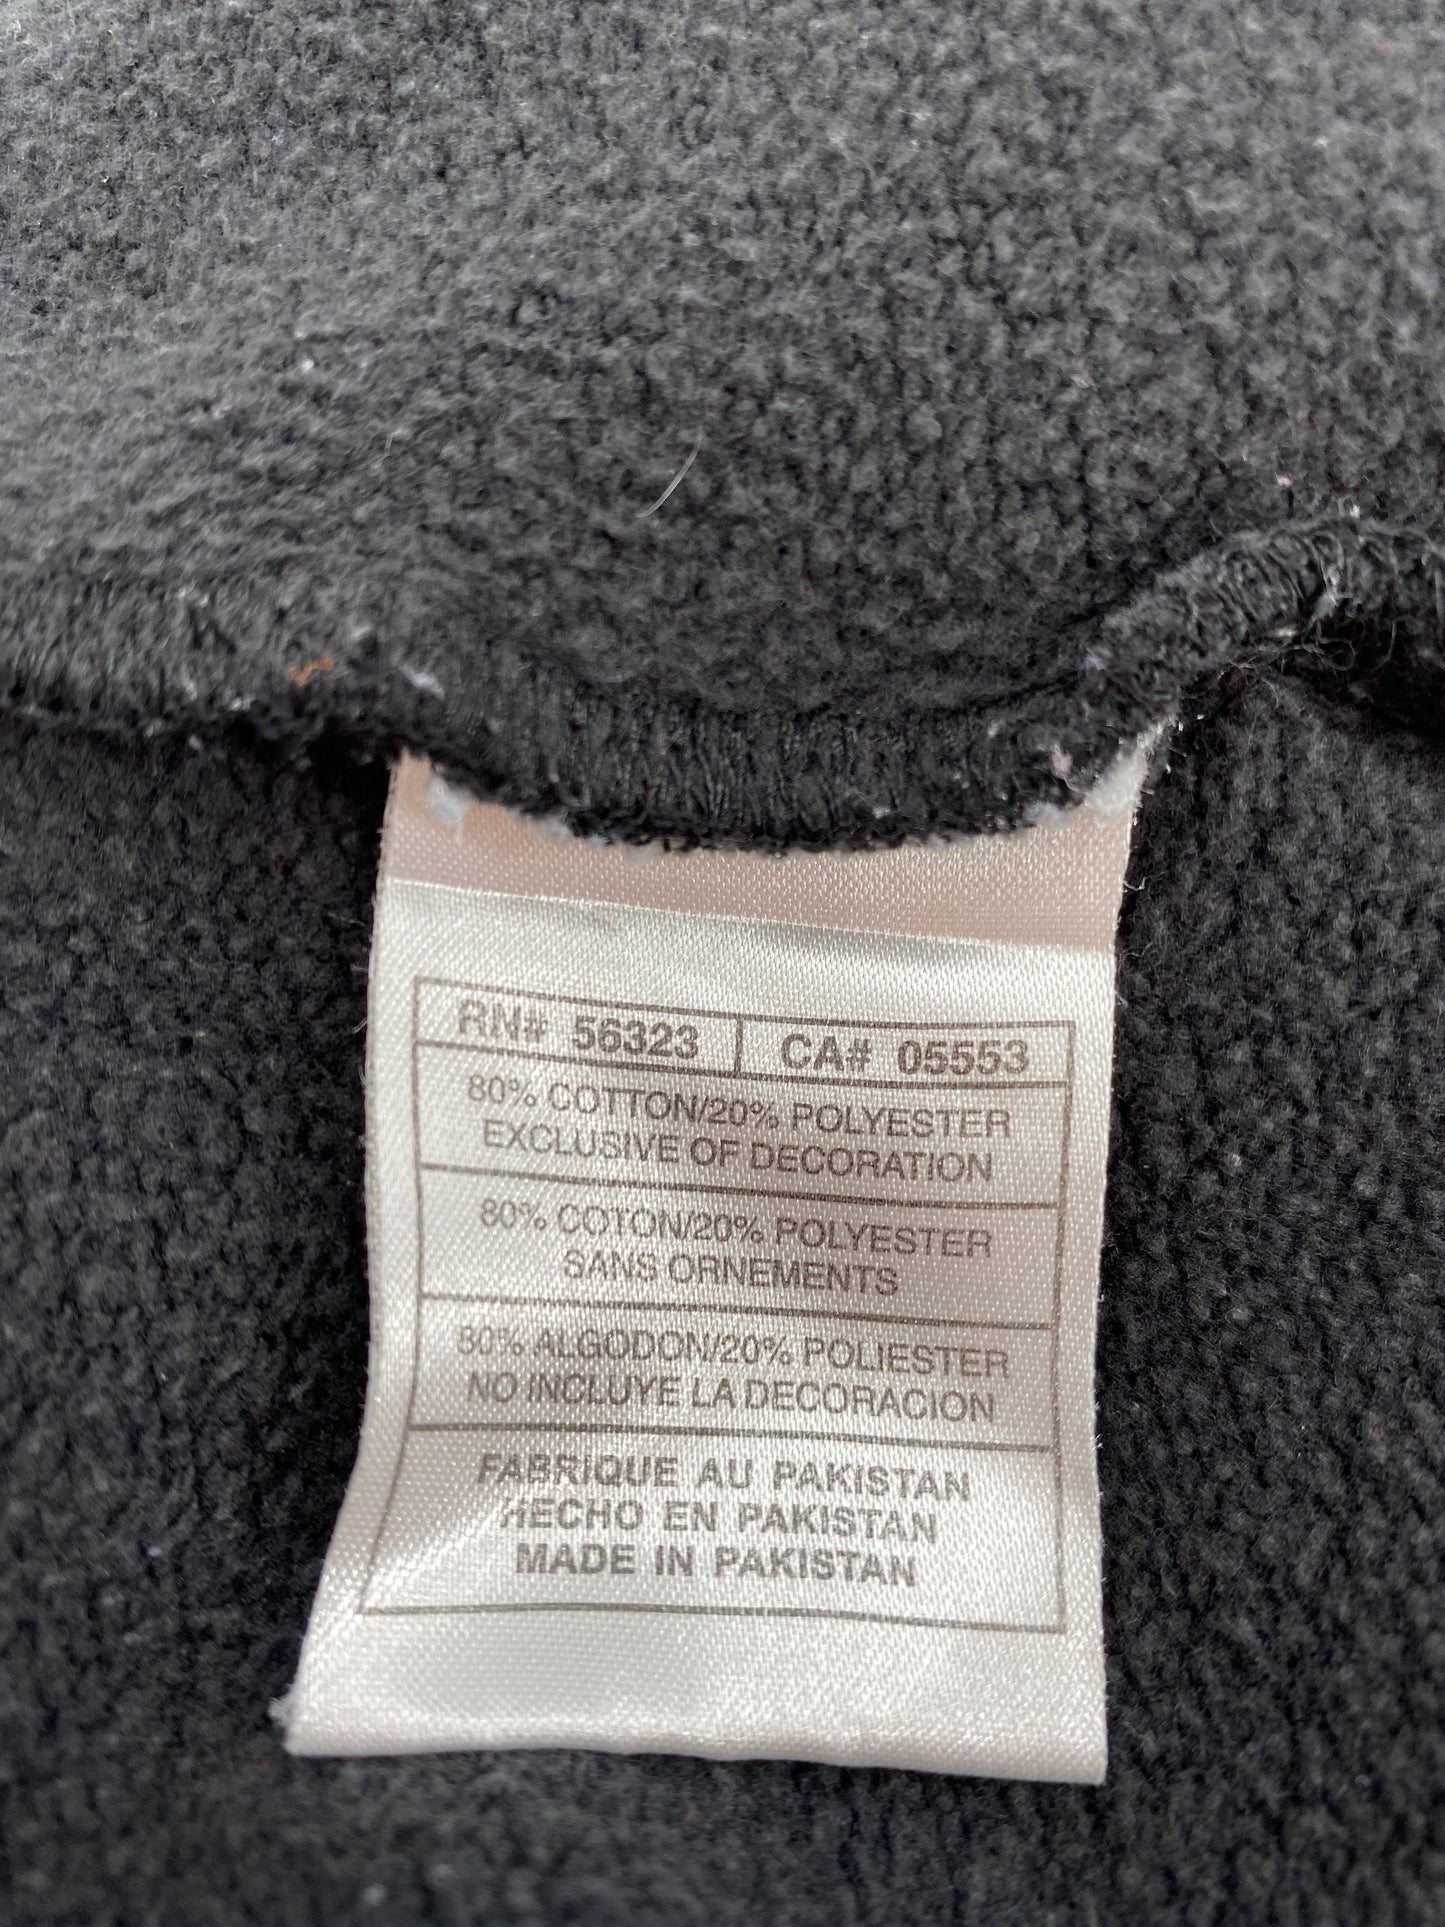 RN# 56323 CA# 05553
80% COTTON/20% POLYESTER
EXCLUSIVE OF DECORATION
80% COTON/20% POLYESTER
SANS ORNEMENTS
80% ALGODON/20% POLIESTER
NO INCLUYE LA DECORACION
FABRIQUE AU PAKISTAN
HECHO EN PAKISTAN
MADE IN PAKISTAN